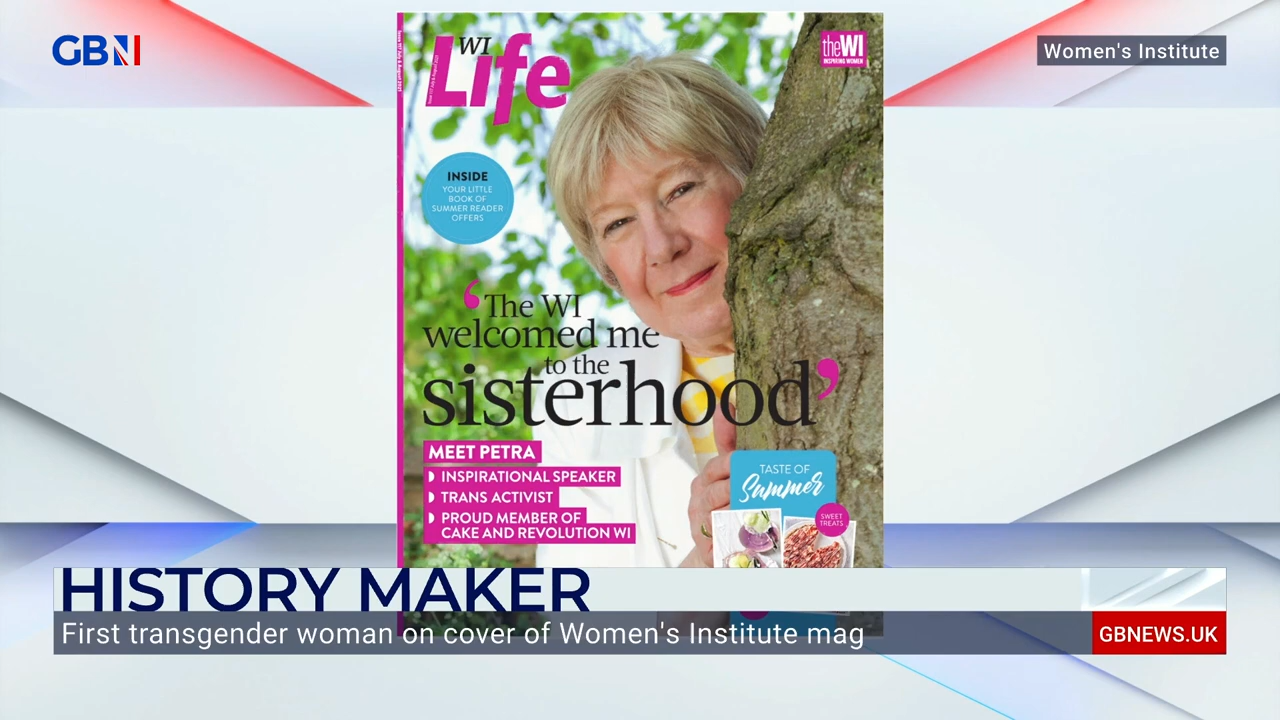 GBN
Women's Institute
WI
Life
theWI
INSPIRING WOMEN
INSIDE
YOUR LITTLE
BOOK OF
SUMMER READER
OFFERS
‘The WI
welcomed me
to the
sisterhood’
MEET PETRA
INSPIRATIONAL SPEAKER
TRANS ACTIVIST
PROUD MEMBER OF
CAKE AND REVOLUTION WI
TASTE OF
Summer
SWEET
TREATS
HISTORY MAKER
First transgender woman on cover of Women's Institute mag
GBNEWS.UK